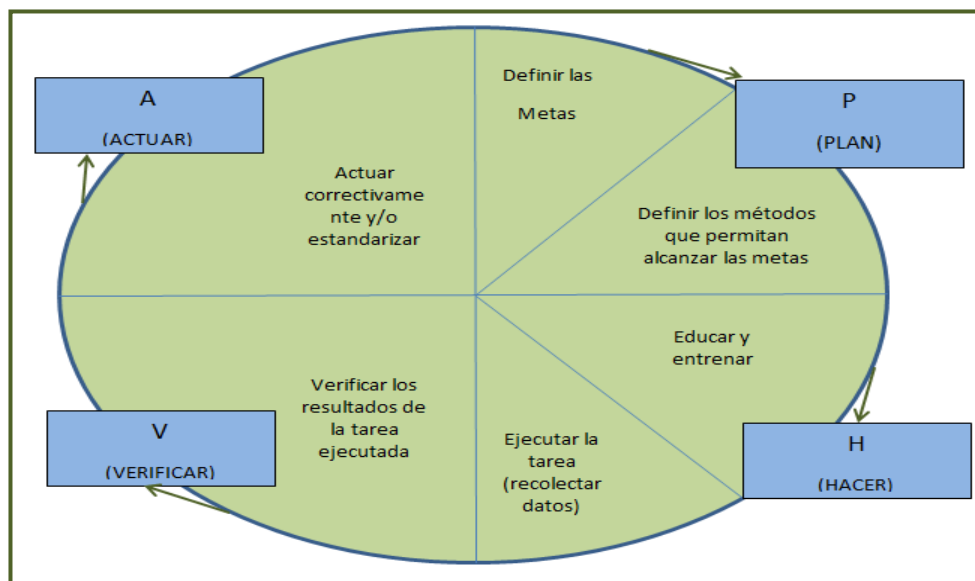 A
(ACTUAR)
Definir las
Metas
P
(PLAN)
Actuar
correctivame
nte y/o
estandarizar
Definir los métodos
que permitan
alcanzar las metas
Educar y
entrenar
Verificar los
resultados de
la tarea
ejecutada
Ejecutar la
tarea
(recolectar
datos)
V
(VERIFICAR)
H
(HACER)